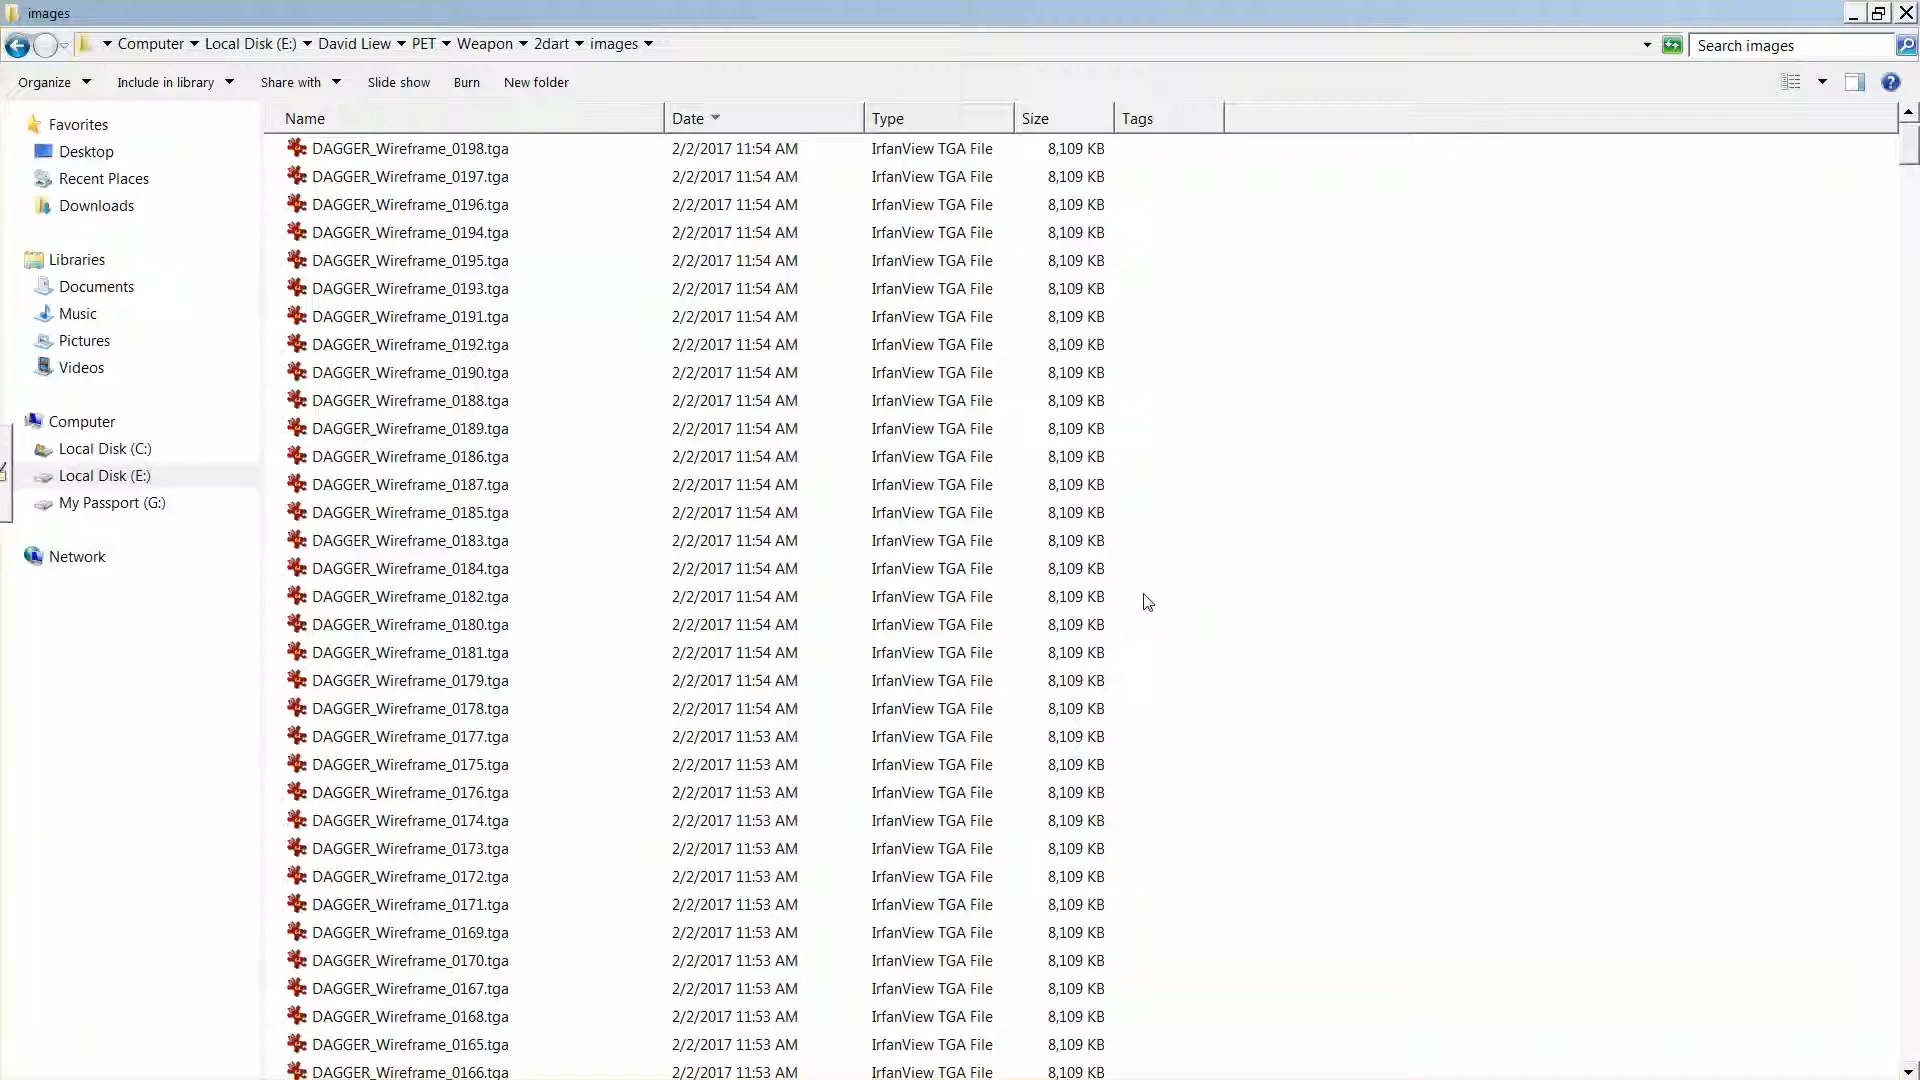 images
Computer Local Disk (E:) David Liew PET Weapon 2dart images Search images
Organize Include in library Share with Slide show Burn New folder
Favorites
Desktop
Recent Places
Downloads
Libraries
Documents
Music
Pictures
Videos
Computer
Local Disk (C:)
Local Disk (E:)
My Passport (G:)
Network
Name Date Type Size Tags
DAGGER_Wireframe_0198.tga 2/2/2017 11:54 AM IrfanView TGA File 8,109 KB
DAGGER_Wireframe_0197.tga 2/2/2017 11:54 AM IrfanView TGA File 8,109 KB
DAGGER_Wireframe_0196.tga 2/2/2017 11:54 AM IrfanView TGA File 8,109 KB
DAGGER_Wireframe_0194.tga 2/2/2017 11:54 AM IrfanView TGA File 8,109 KB
DAGGER_Wireframe_0195.tga 2/2/2017 11:54 AM IrfanView TGA File 8,109 KB
DAGGER_Wireframe_0193.tga 2/2/2017 11:54 AM IrfanView TGA File 8,109 KB
DAGGER_Wireframe_0191.tga 2/2/2017 11:54 AM IrfanView TGA File 8,109 KB
DAGGER_Wireframe_0192.tga 2/2/2017 11:54 AM IrfanView TGA File 8,109 KB
DAGGER_Wireframe_0190.tga 2/2/2017 11:54 AM IrfanView TGA File 8,109 KB
DAGGER_Wireframe_0188.tga 2/2/2017 11:54 AM IrfanView TGA File 8,109 KB
DAGGER_Wireframe_0189.tga 2/2/2017 11:54 AM IrfanView TGA File 8,109 KB
DAGGER_Wireframe_0186.tga 2/2/2017 11:54 AM IrfanView TGA File 8,109 KB
DAGGER_Wireframe_0187.tga 2/2/2017 11:54 AM IrfanView TGA File 8,109 KB
DAGGER_Wireframe_0185.tga 2/2/2017 11:54 AM IrfanView TGA File 8,109 KB
DAGGER_Wireframe_0183.tga 2/2/2017 11:54 AM IrfanView TGA File 8,109 KB
DAGGER_Wireframe_0184.tga 2/2/2017 11:54 AM IrfanView TGA File 8,109 KB
DAGGER_Wireframe_0182.tga 2/2/2017 11:54 AM IrfanView TGA File 8,109 KB
DAGGER_Wireframe_0180.tga 2/2/2017 11:54 AM IrfanView TGA File 8,109 KB
DAGGER_Wireframe_0181.tga 2/2/2017 11:54 AM IrfanView TGA File 8,109 KB
DAGGER_Wireframe_0179.tga 2/2/2017 11:54 AM IrfanView TGA File 8,109 KB
DAGGER_Wireframe_0178.tga 2/2/2017 11:54 AM IrfanView TGA File 8,109 KB
DAGGER_Wireframe_0177.tga 2/2/2017 11:53 AM IrfanView TGA File 8,109 KB
DAGGER_Wireframe_0175.tga 2/2/2017 11:53 AM IrfanView TGA File 8,109 KB
DAGGER_Wireframe_0176.tga 2/2/2017 11:53 AM IrfanView TGA File 8,109 KB
DAGGER_Wireframe_0174.tga 2/2/2017 11:53 AM IrfanView TGA File 8,109 KB
DAGGER_Wireframe_0173.tga 2/2/2017 11:53 AM IrfanView TGA File 8,109 KB
DAGGER_Wireframe_0172.tga 2/2/2017 11:53 AM IrfanView TGA File 8,109 KB
DAGGER_Wireframe_0171.tga 2/2/2017 11:53 AM IrfanView TGA File 8,109 KB
DAGGER_Wireframe_0169.tga 2/2/2017 11:53 AM IrfanView TGA File 8,109 KB
DAGGER_Wireframe_0170.tga 2/2/2017 11:53 AM IrfanView TGA File 8,109 KB
DAGGER_Wireframe_0167.tga 2/2/2017 11:53 AM IrfanView TGA File 8,109 KB
DAGGER_Wireframe_0168.tga 2/2/2017 11:53 AM IrfanView TGA File 8,109 KB
DAGGER_Wireframe_0165.tga 2/2/2017 11:53 AM IrfanView TGA File 8,109 KB
DAGGER_Wireframe_0166.tga 2/2/2017 11:53 AM IrfanView TGA File 8,109 KB